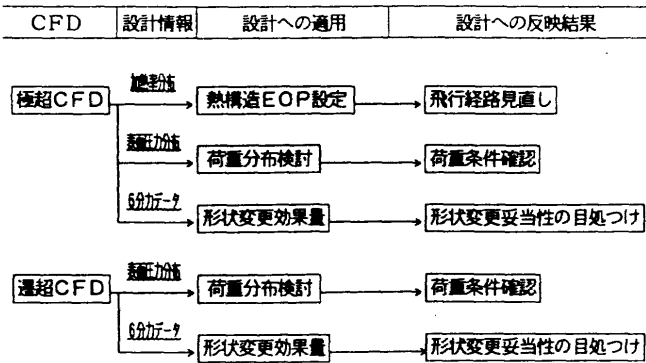 CFD 設計情報 設計への適用 設計への反映結果
加熱率分布
極超CFD 熱構造EOP設定 飛行経路見直し
表面圧力分布
荷重分布検討 荷重条件確認
6分力データ
形状変更効果量 形状変更妥当性の目処つけ
表面圧力分布
遷超CFD 荷重分布検討 荷重条件確認
6分力データ
形状変更効果量 形状変更妥当性の目処つけ